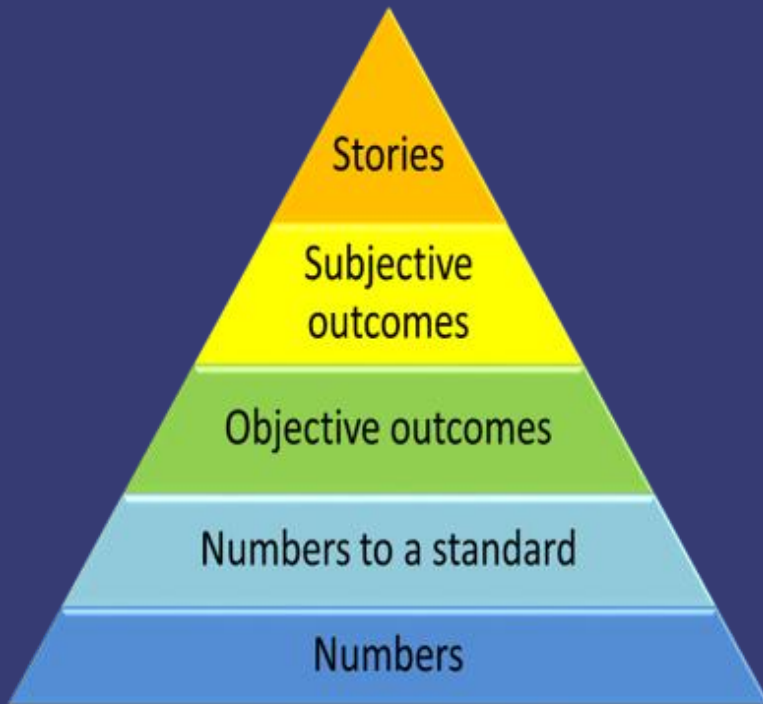 Stories
Subjective
outcomes
Objective outcomes
Numbers to a standard
Numbers